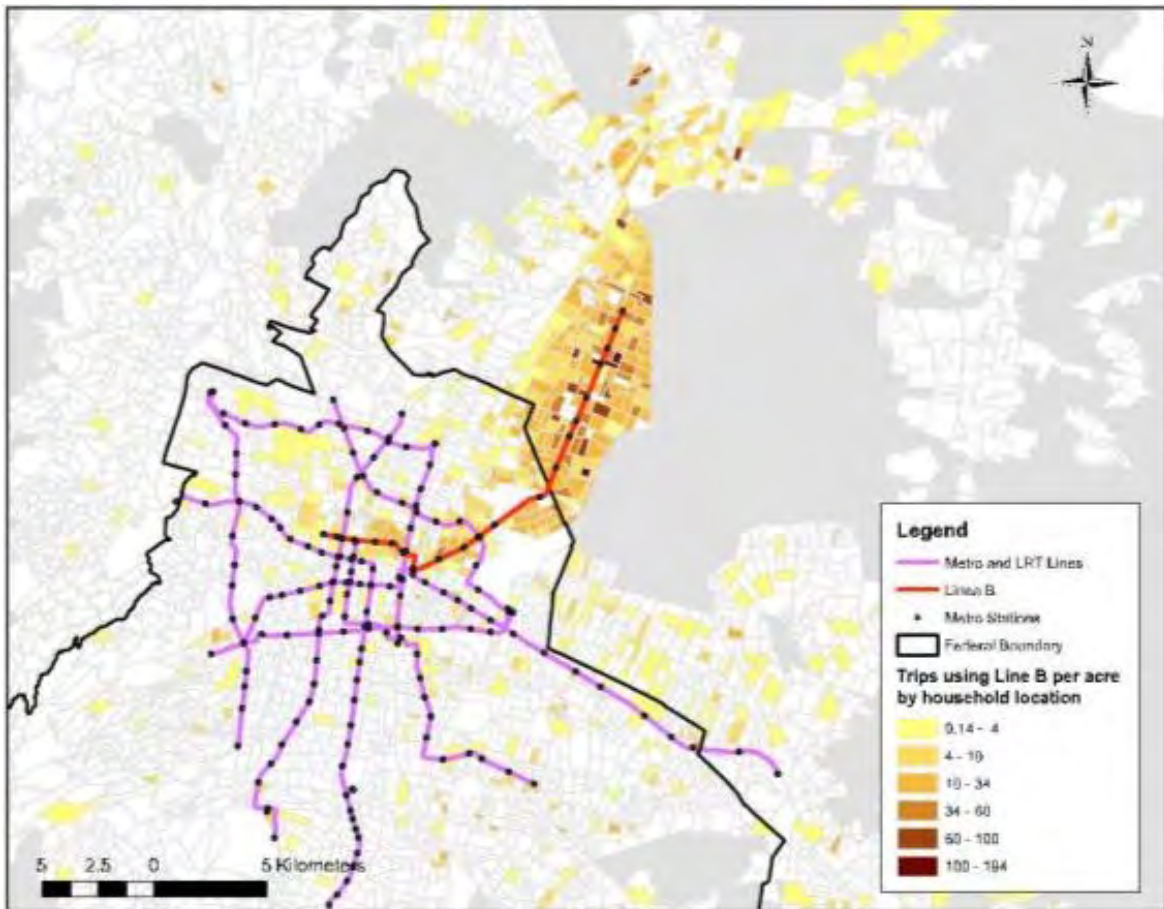 N
Legend
Metro and LRT Lines
Linea B
Metro Stations
Federal Boundary
Trips using Line B per acre
by household location
0.14 - 4
4 - 10
10 - 34
34 - 60
60 - 100
100 - 194
5 2.5 0 5 Kilometers